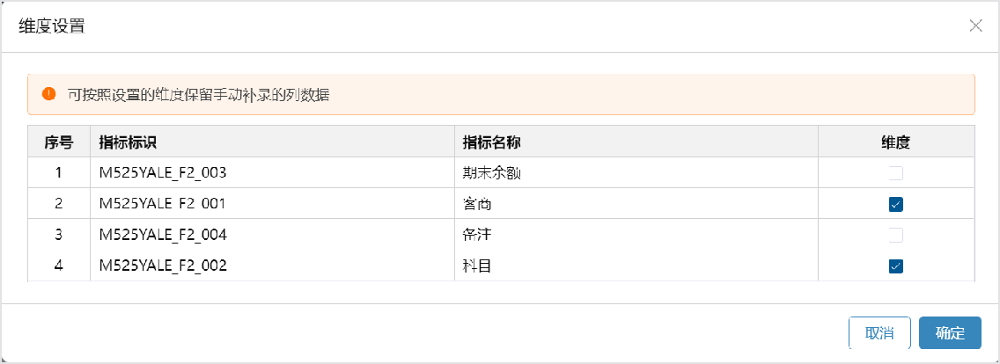 维度设置
可按照设置的维度保留手动补录的列数据
序号 指标标识 指标名称 维度
1 M525YALE_F2_003 期末余额
2 M525YALE_F2_001 客商
3 M525YALE_F2_004 备注
4 M525YALE_F2_002 科目
取消 确定